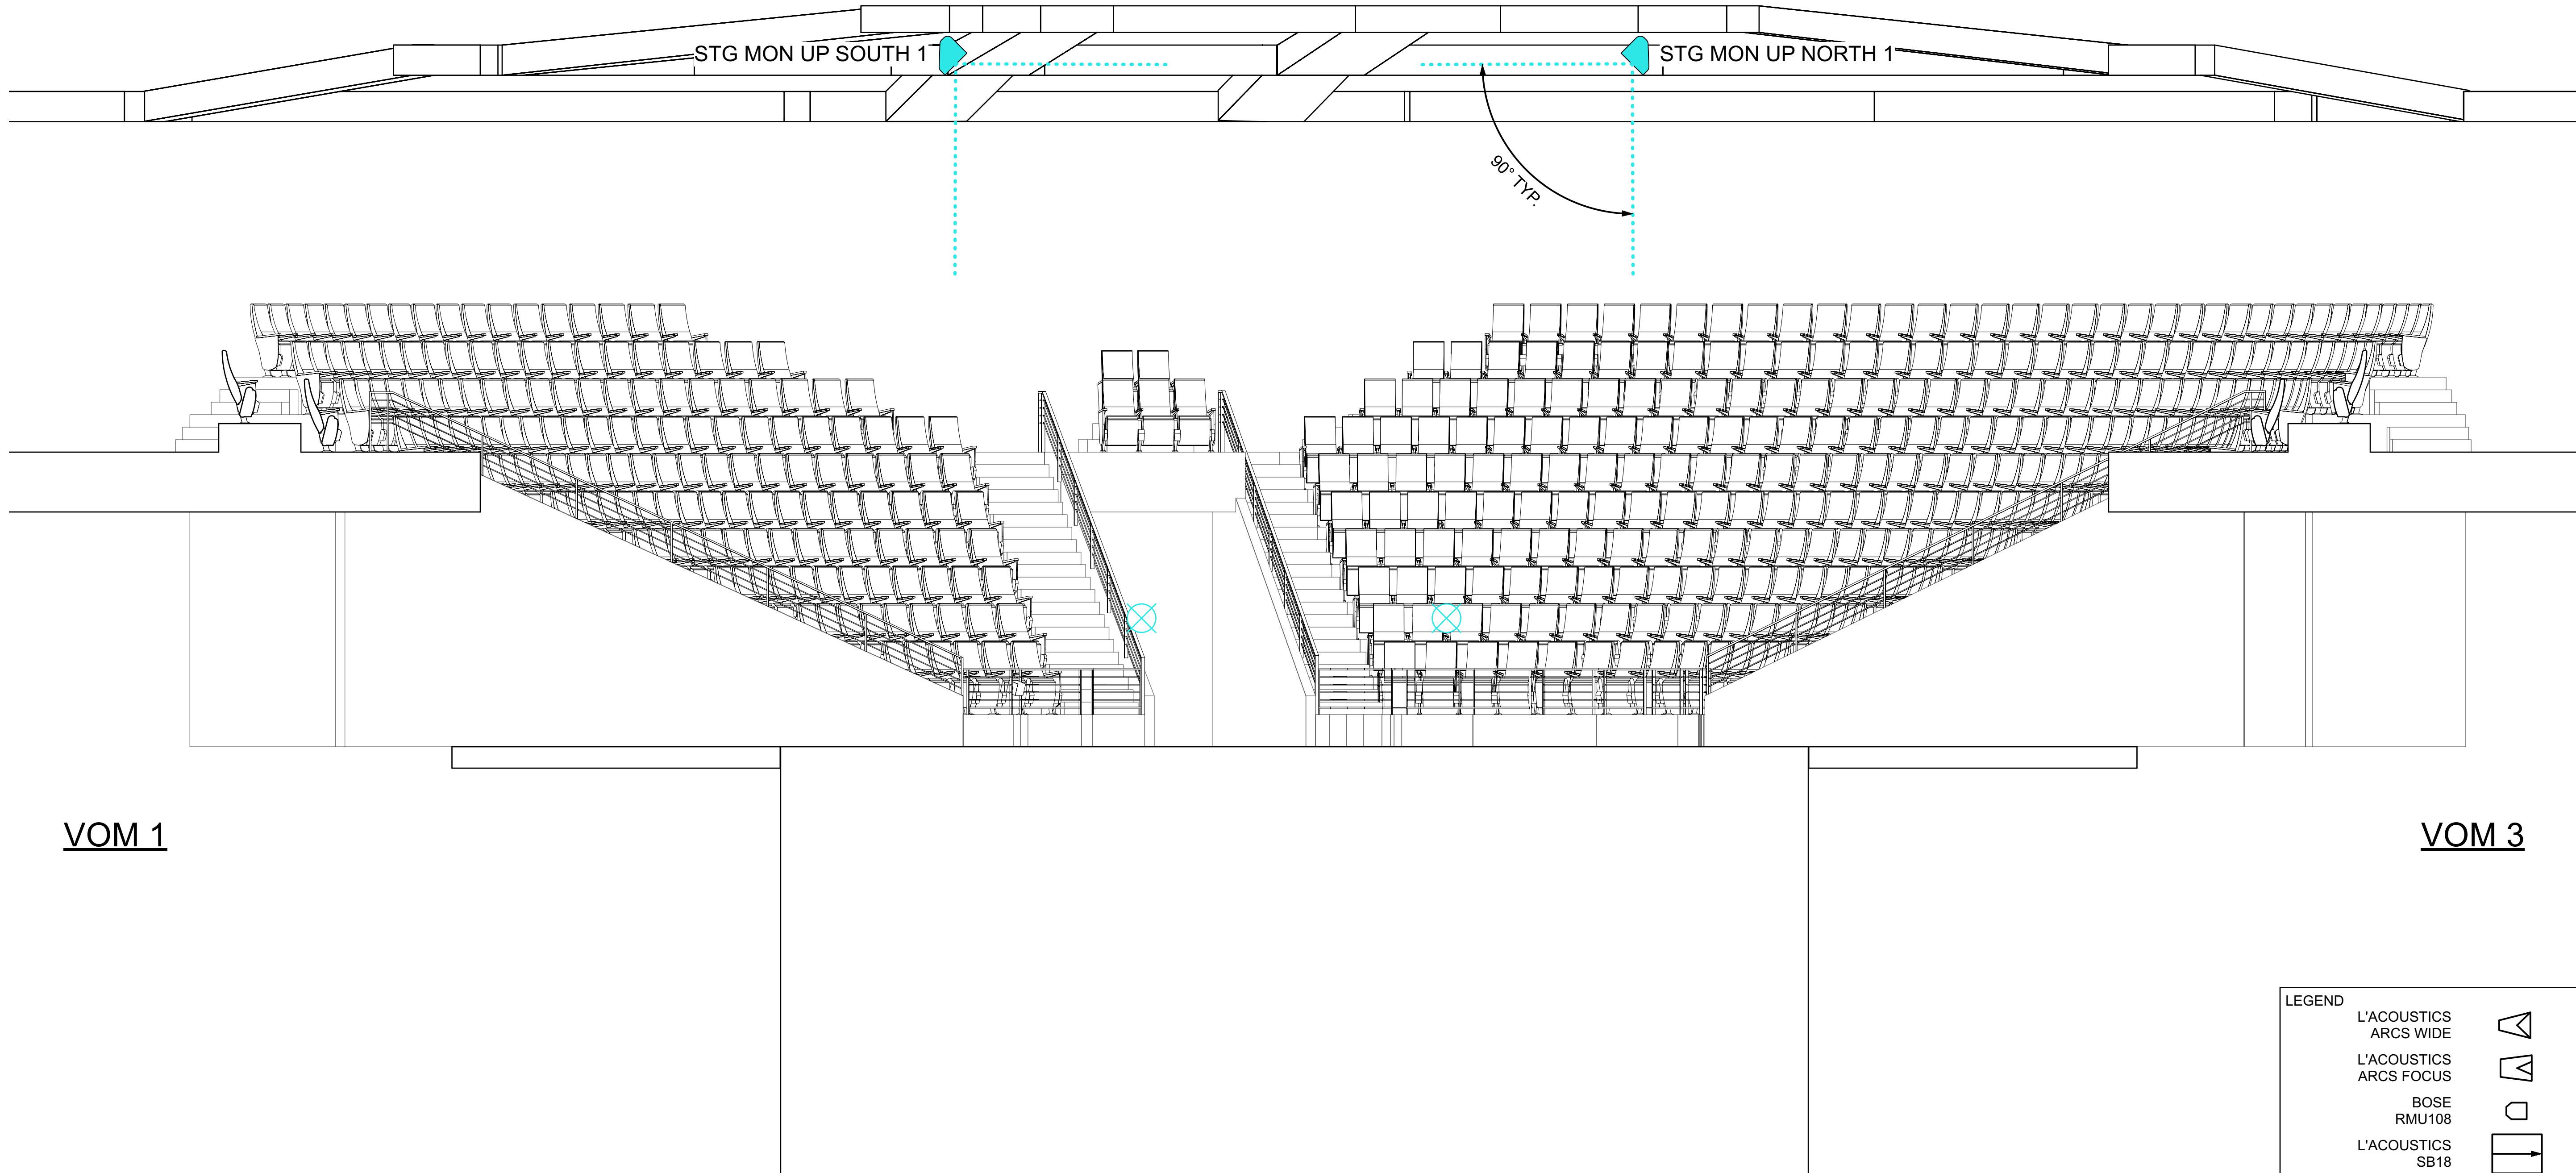 STG MON UP SOUTH 1
STG MON UP NORTH 1
90° TYP.
VOM 1
VOM 3
LEGEND
L'ACOUSTICS
ARCS WIDE
L'ACOUSTICS
ARCS FOCUS
BOSE
RMU108
L'ACOUSTICS
SB18